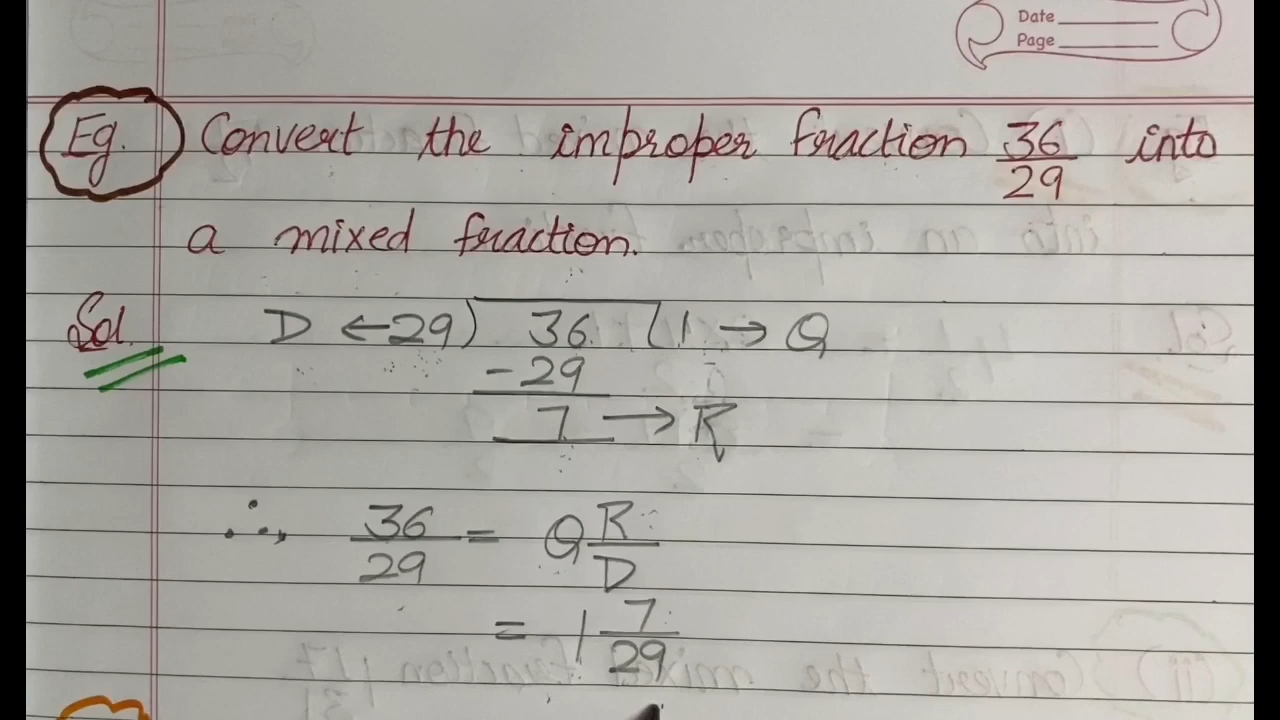 Date
Page
Eg. Convert the improper fraction 36/29 into
a mixed fraction.
Sol. D ← 29) 36 (1 → Q
- 29
7 → R
∴, 36/29 = Q R/D
= 1 7/29